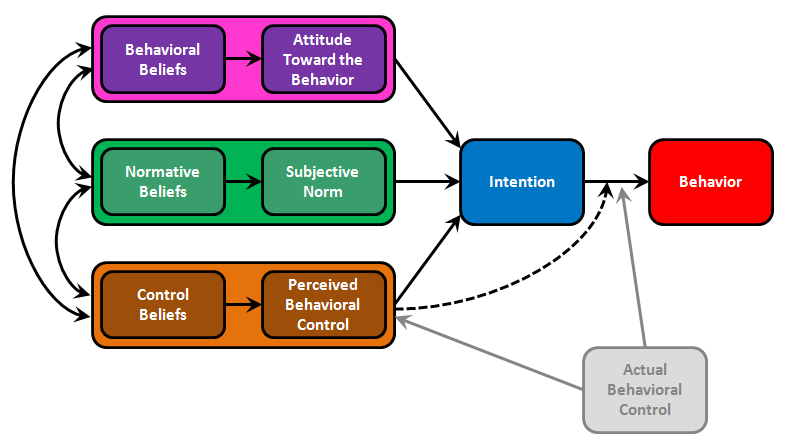 Behavioral
Beliefs
Attitude
Toward the
Behavior
Normative
Beliefs
Subjective
Norm
Control
Beliefs
Perceived
Behavioral
Control
Intention
Behavior
Actual
Behavioral
Control